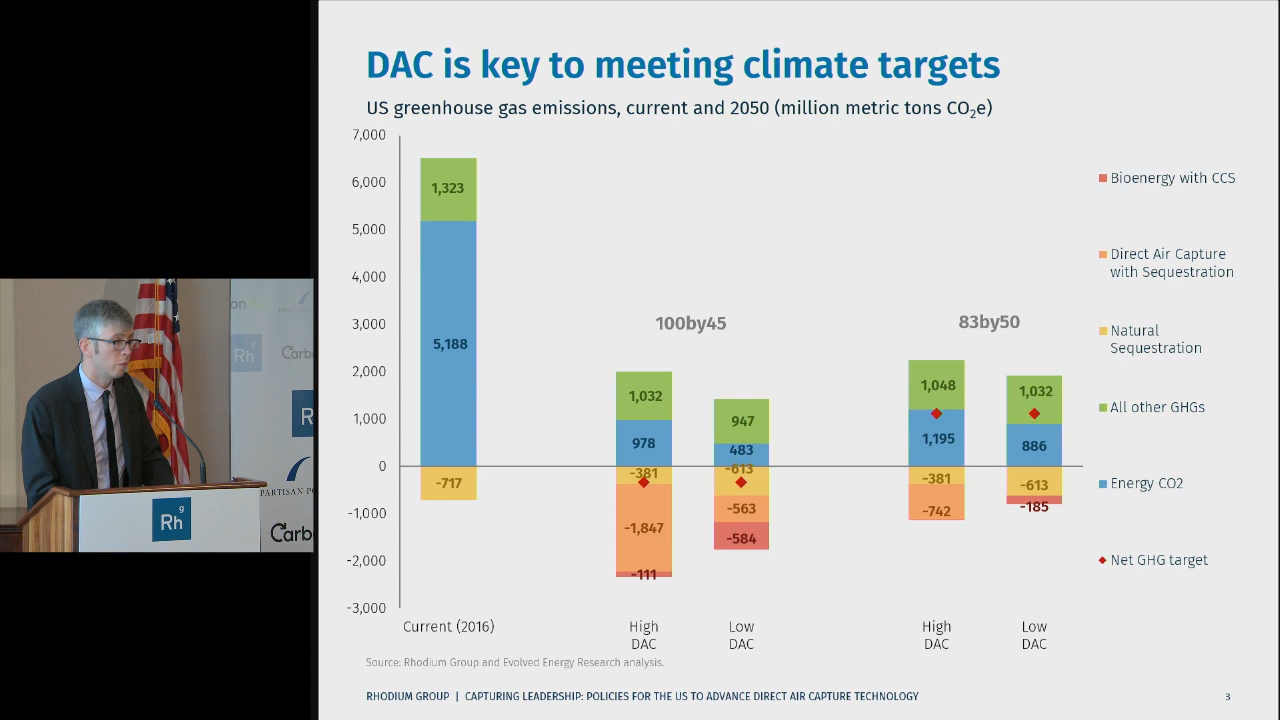 DAC is key to meeting climate targets
US greenhouse gas emissions, current and 2050 (million metric tons CO2e)
7,000
6,000
5,000
4,000
3,000
2,000
1,000
0
-1,000
-2,000
-3,000
1,323
5,188
-717
100by45
1,032
978
-381
-1,847
-111
947
483
-613
-563
-584
83by50
1,048
1,195
-381
-742
1,032
886
-613
-185
Current (2016)
High
DAC
Low
DAC
High
DAC
Low
DAC
Bioenergy with CCS
Direct Air Capture
with Sequestration
Natural
Sequestration
All other GHGs
Energy CO2
Net GHG target
Source: Rhodium Group and Evolved Energy Research analysis.
RHODIUM GROUP | CAPTURING LEADERSHIP: POLICIES FOR THE US TO ADVANCE DIRECT AIR CAPTURE TECHNOLOGY
3
Rhg
Rh